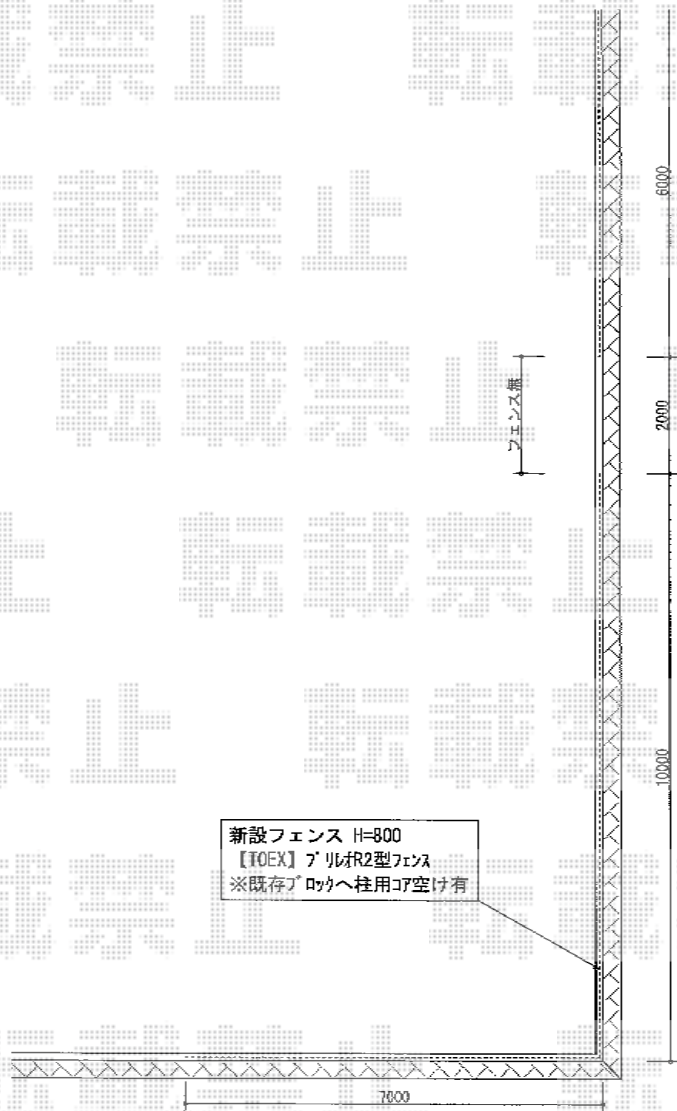 転載禁止
6000
フェンス無
2000
10000
新設フェンス H=800
【TOEX】プリレオR2型フェンス
※既存ブロックへ柱用コア空け有
7000